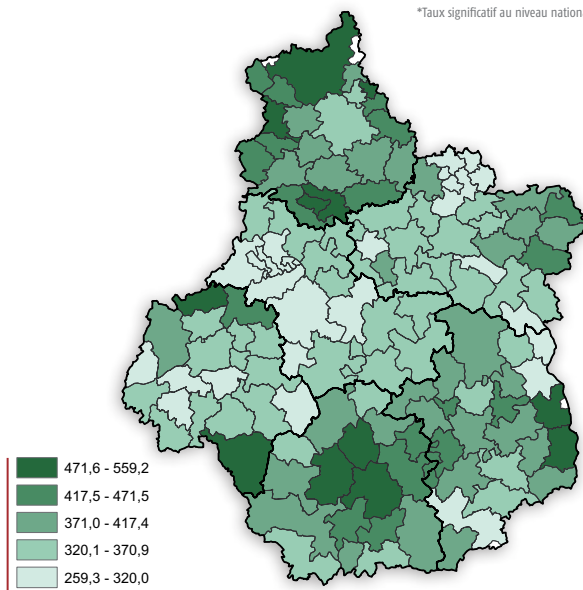 *Taux significatif au niveau nation
471,6 - 559,2
417,5 - 471,5
371,0 - 417,4
320,1 - 370,9
259,3 - 320,0